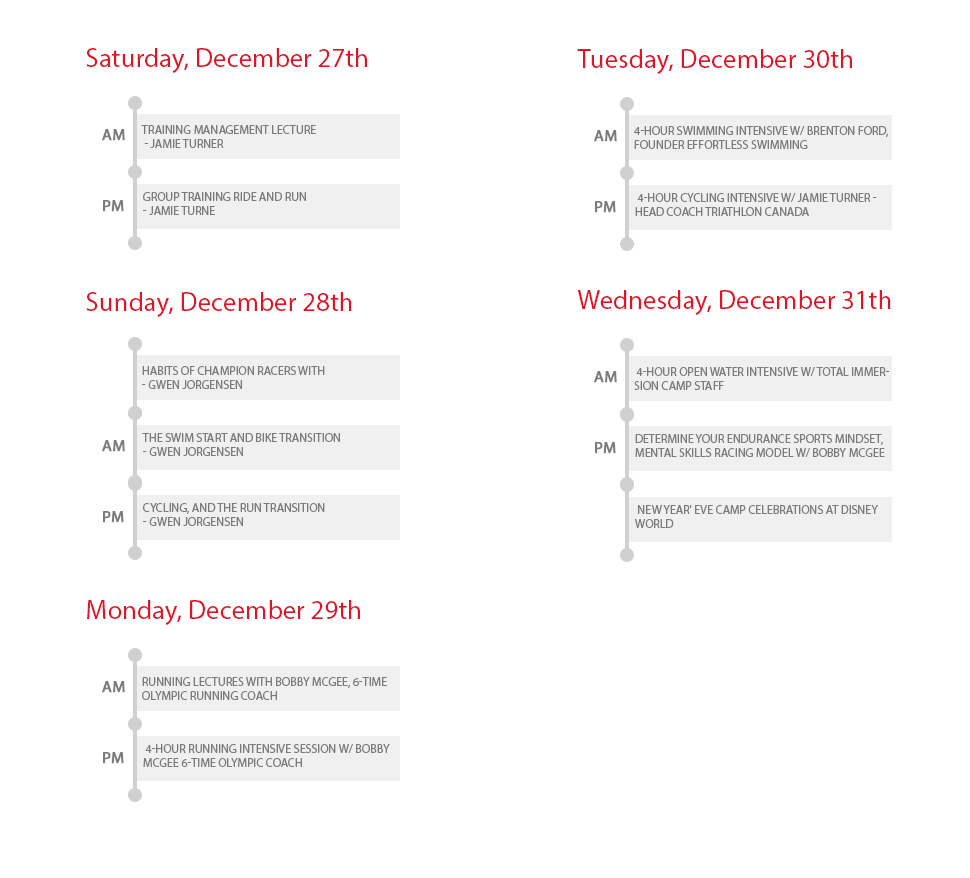 Saturday, December 27th
AM
TRAINING MANAGEMENT LECTURE
- JAMIE TURNER
PM
GROUP TRAINING RIDE AND RUN
- JAMIE TURNE
Sunday, December 28th
HABITS OF CHAMPION RACERS WITH
- GWEN JORGENSEN
AM
THE SWIM START AND BIKE TRANSITION
- GWEN JORGENSEN
PM
CYCLING, AND THE RUN TRANSITION
- GWEN JORGENSEN
Monday, December 29th
AM
RUNNING LECTURES WITH BOBBY MCGEE, 6-TIME
OLYMPIC RUNNING COACH
PM
4-HOUR RUNNING INTENSIVE SESSION W/ BOBBY
MCGEE 6-TIME OLYMPIC COACH
Tuesday, December 30th
AM
4-HOUR SWIMMING INTENSIVE W/ BRENTON FORD,
FOUNDER EFFORTLESS SWIMMING
PM
4-HOUR CYCLING INTENSIVE W/ JAMIE TURNER -
HEAD COACH TRIATHLON CANADA
Wednesday, December 31th
AM
4-HOUR OPEN WATER INTENSIVE W/ TOTAL IMMER-
SION CAMP STAFF
PM
DETERMINE YOUR ENDURANCE SPORTS MINDSET,
MENTAL SKILLS RACING MODEL W/ BOBBY MCGEE
NEW YEAR' EVE CAMP CELEBRATIONS AT DISNEY
WORLD